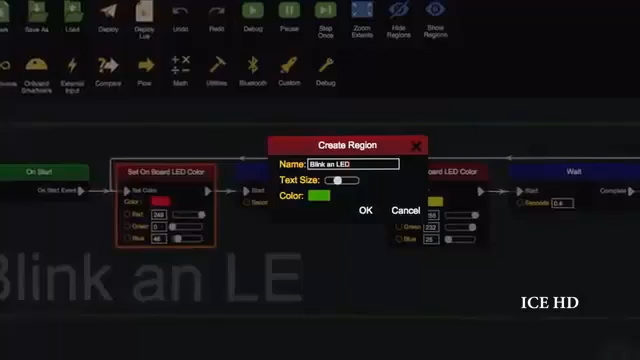 Save As Load Deploy Deploy Lua Undo Redo Debug Pause Step Once Zoom Extents Hide Regions Show Regions
Onboard Smartware External Input Compare Flow Math Utilities Bluetooth Custom Debug
Create Region
Name: Blink an LED
Text Size:
Color:
OK Cancel
On Start
On Start Event
Set On Board LED Color
Set Color
Color :
Red 249
Green 0
Blue 46
Start
Board LED Color
Green 232
Blue 25
Wait
Start Complete
Seconds 0.4
Blink an LE
ICE HD